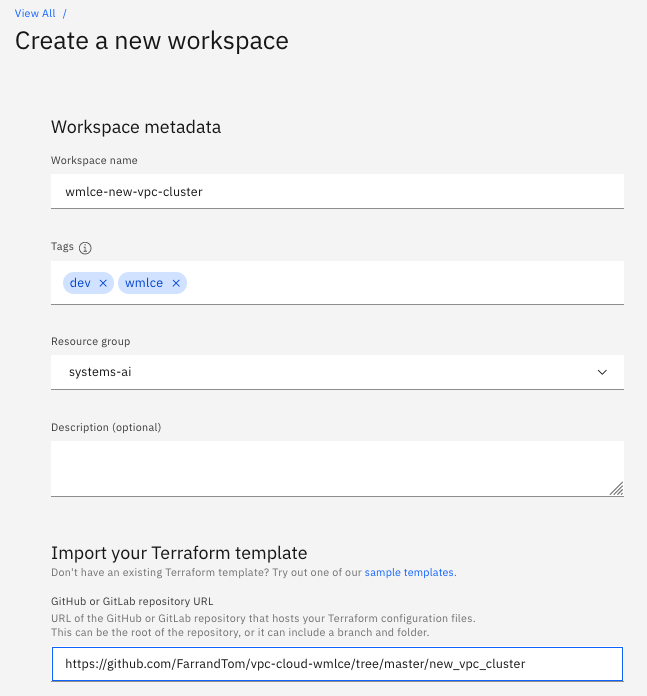 View All /
Create a new workspace
Workspace metadata
Workspace name
wmlce-new-vpc-cluster
Tags
dev × wmlce ×
Resource group
systems-ai
Description (optional)
Import your Terraform template
Don't have an existing Terraform template? Try out one of our sample templates.
GitHub or GitLab repository URL
URL of the GitHub or GitLab repository that hosts your Terraform configuration files.
This can be the root of the repository, or it can include a branch and folder.
https://github.com/FarrandTom/vpc-cloud-wmlce/tree/master/new_vpc_cluster